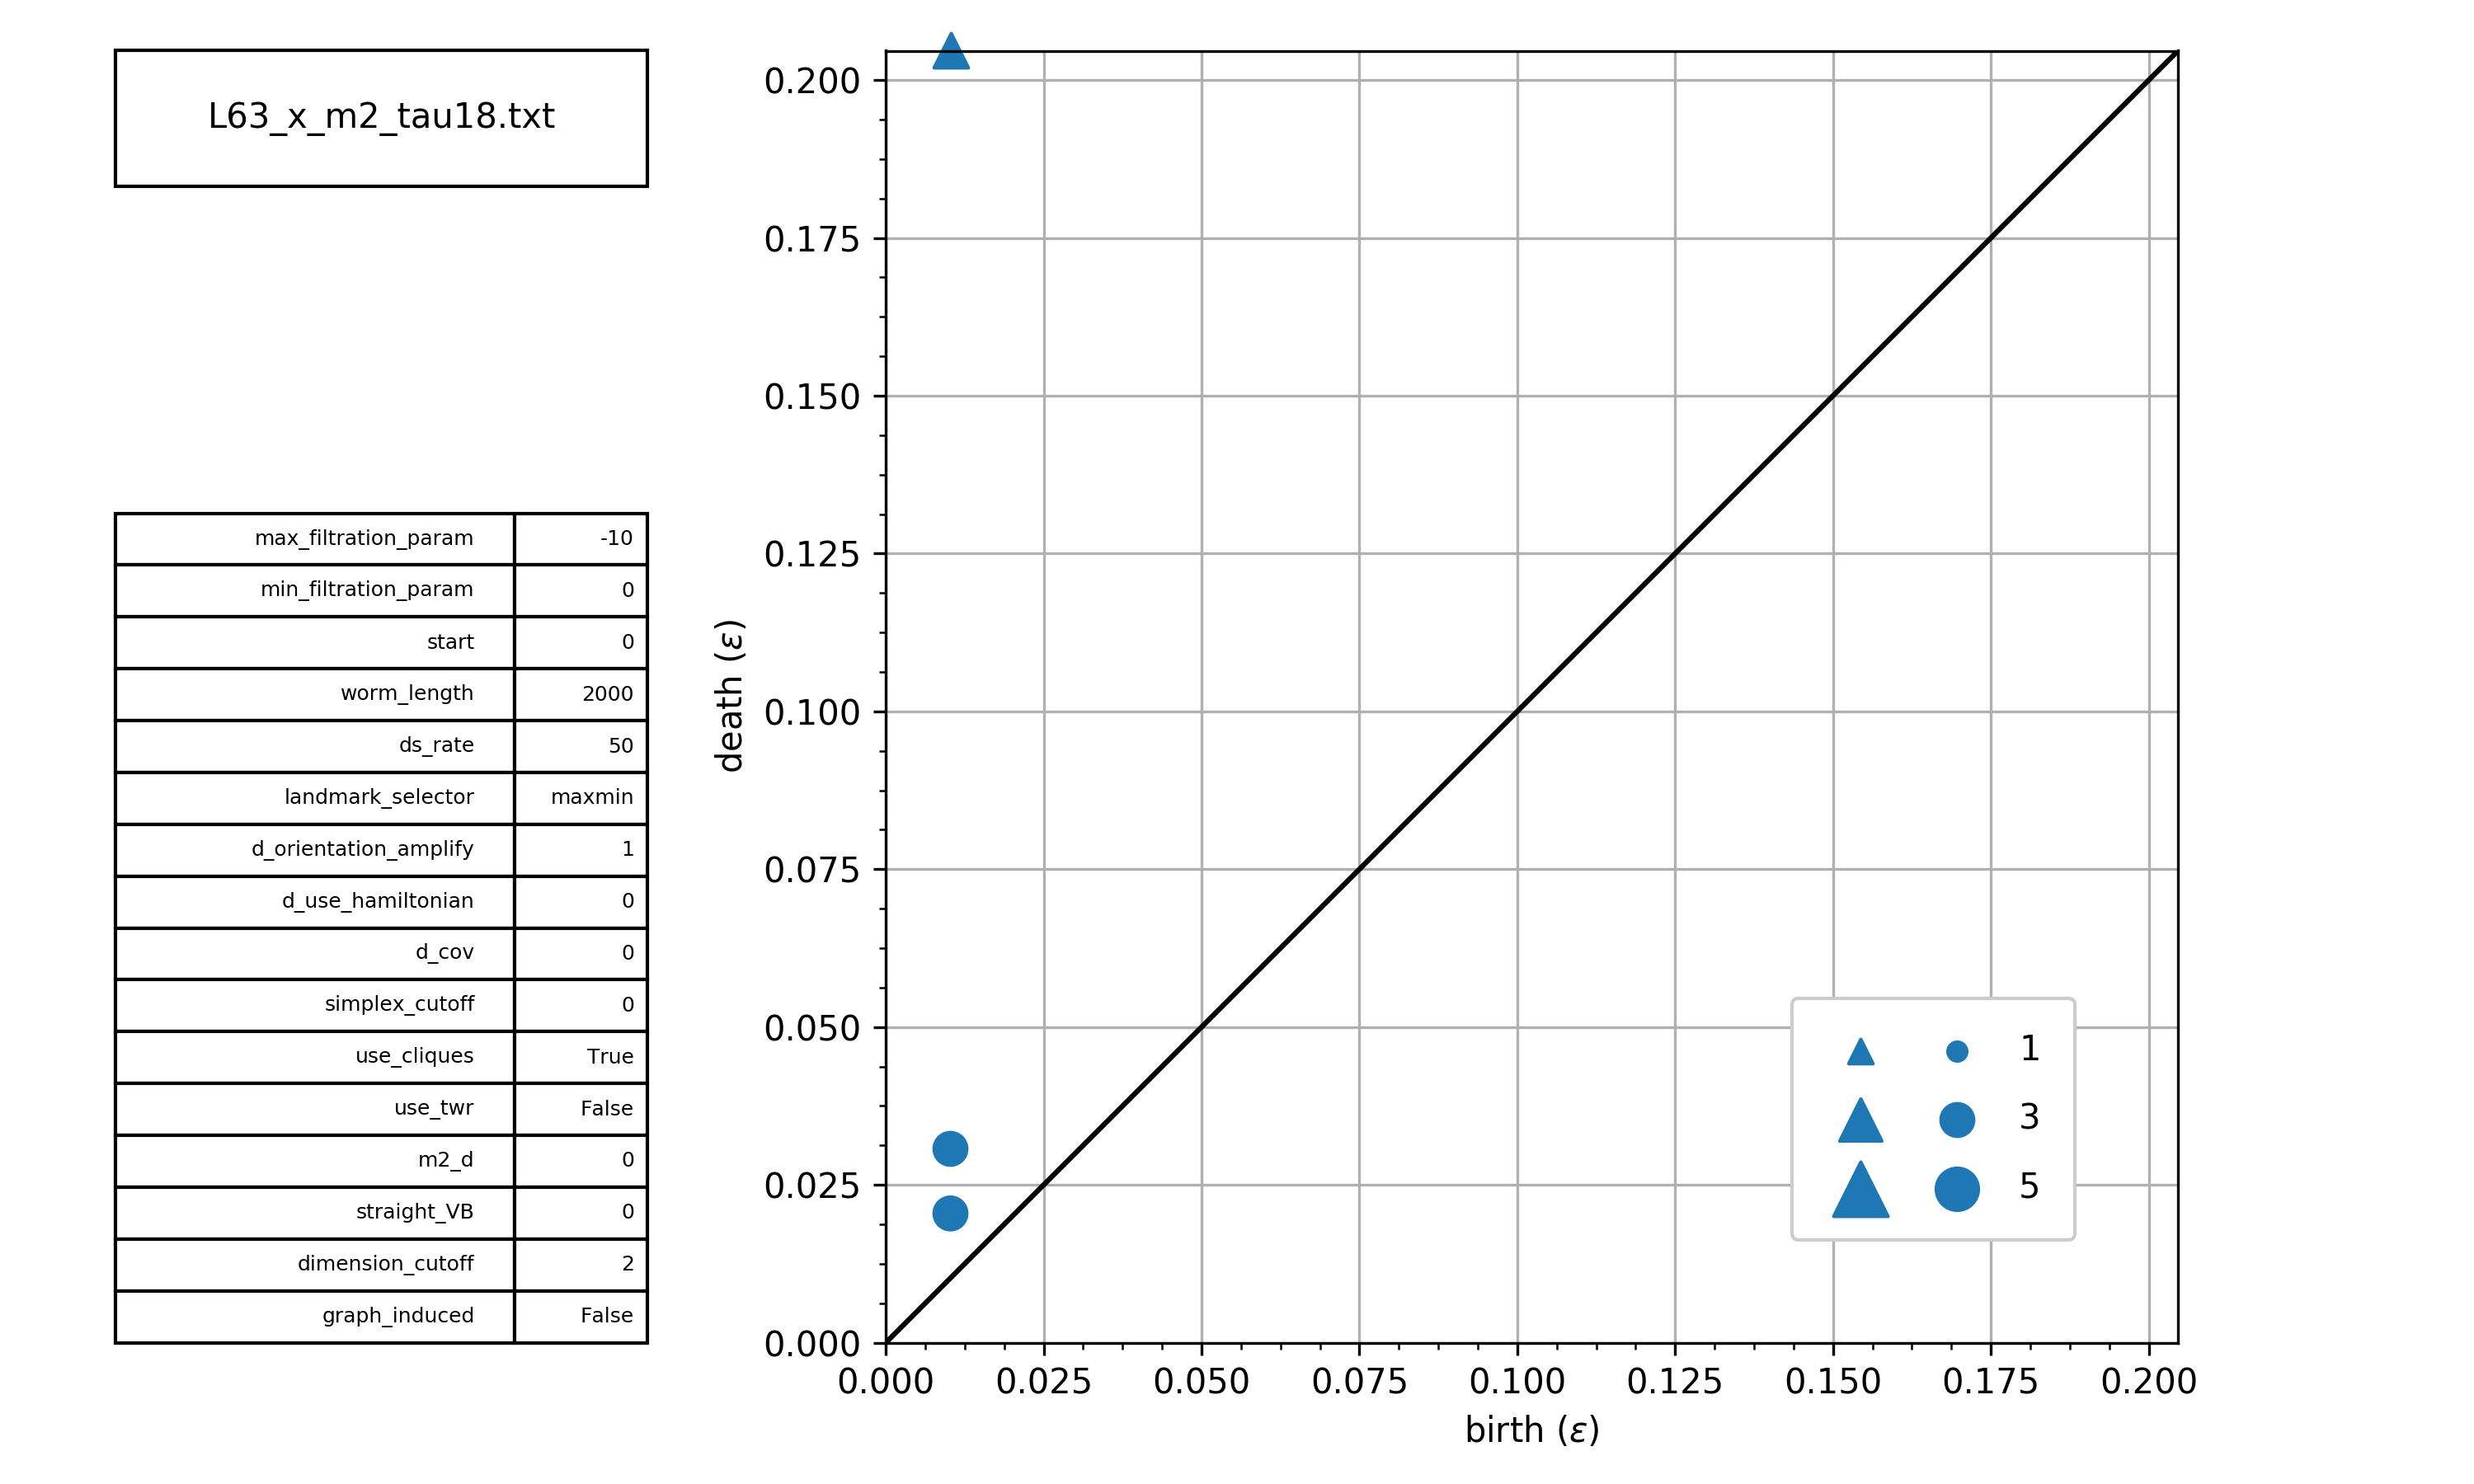 L63_x_m2_tau18.txt
max_filtration_param -10
min_filtration_param 0
start 0
worm_length 2000
ds_rate 50
landmark_selector maxmin
d_orientation_amplify 1
d_use_hamiltonian 0
d_cov 0
simplex_cutoff 0
use_cliques True
use_twr False
m2_d 0
straight_VB 0
dimension_cutoff 2
graph_induced False
death (ε)
0.200
0.175
0.150
0.125
0.100
0.075
0.050
0.025
0.000
1
3
5
0.000 0.025 0.050 0.075 0.100 0.125 0.150 0.175 0.200
birth (ε)